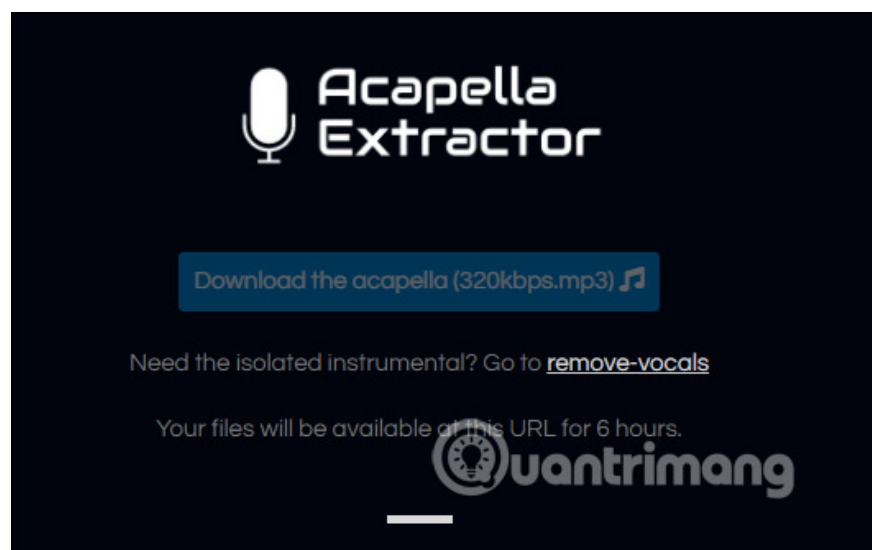 Acapella
Extractor
Download the acapella (320kbps.mp3)
Need the isolated instrumental? Go to remove-vocals
Your files will be available at this URL for 6 hours.
Quantrimang